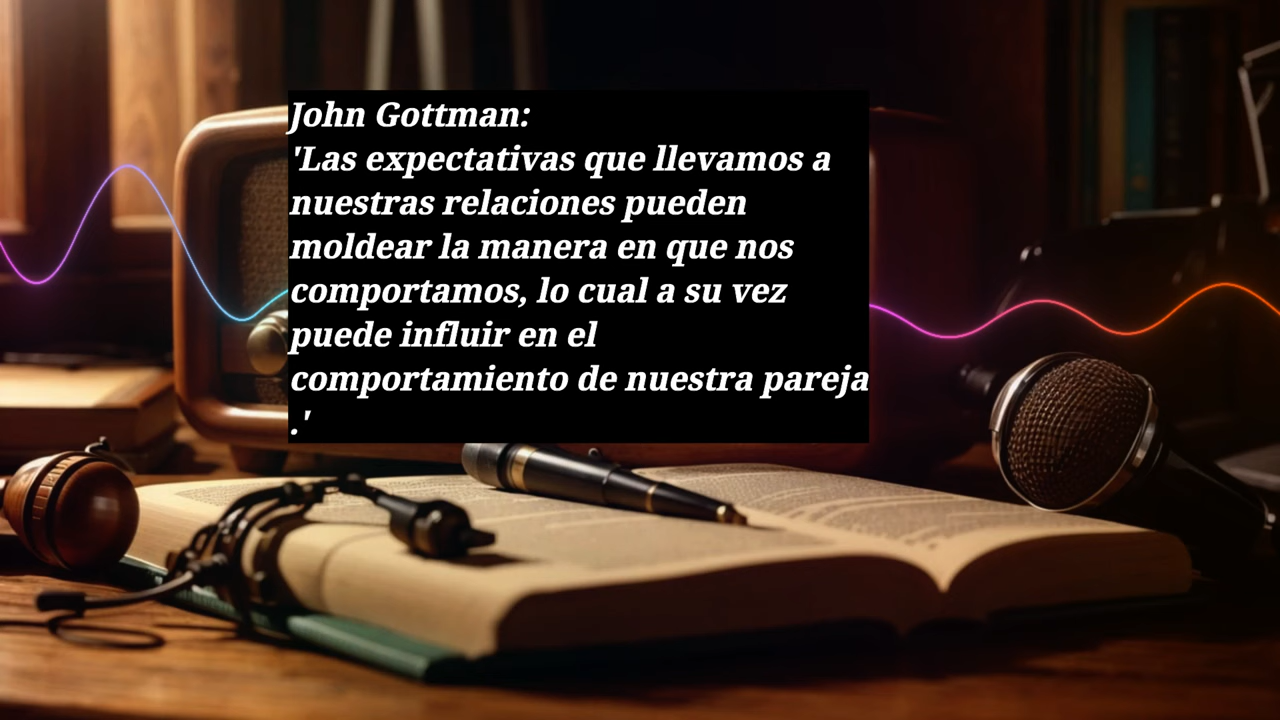 John Gottman:
'Las expectativas que llevamos a
nuestras relaciones pueden
moldear la manera en que nos
comportamos, lo cual a su vez
puede influir en el
comportamiento de nuestra pareja
.'